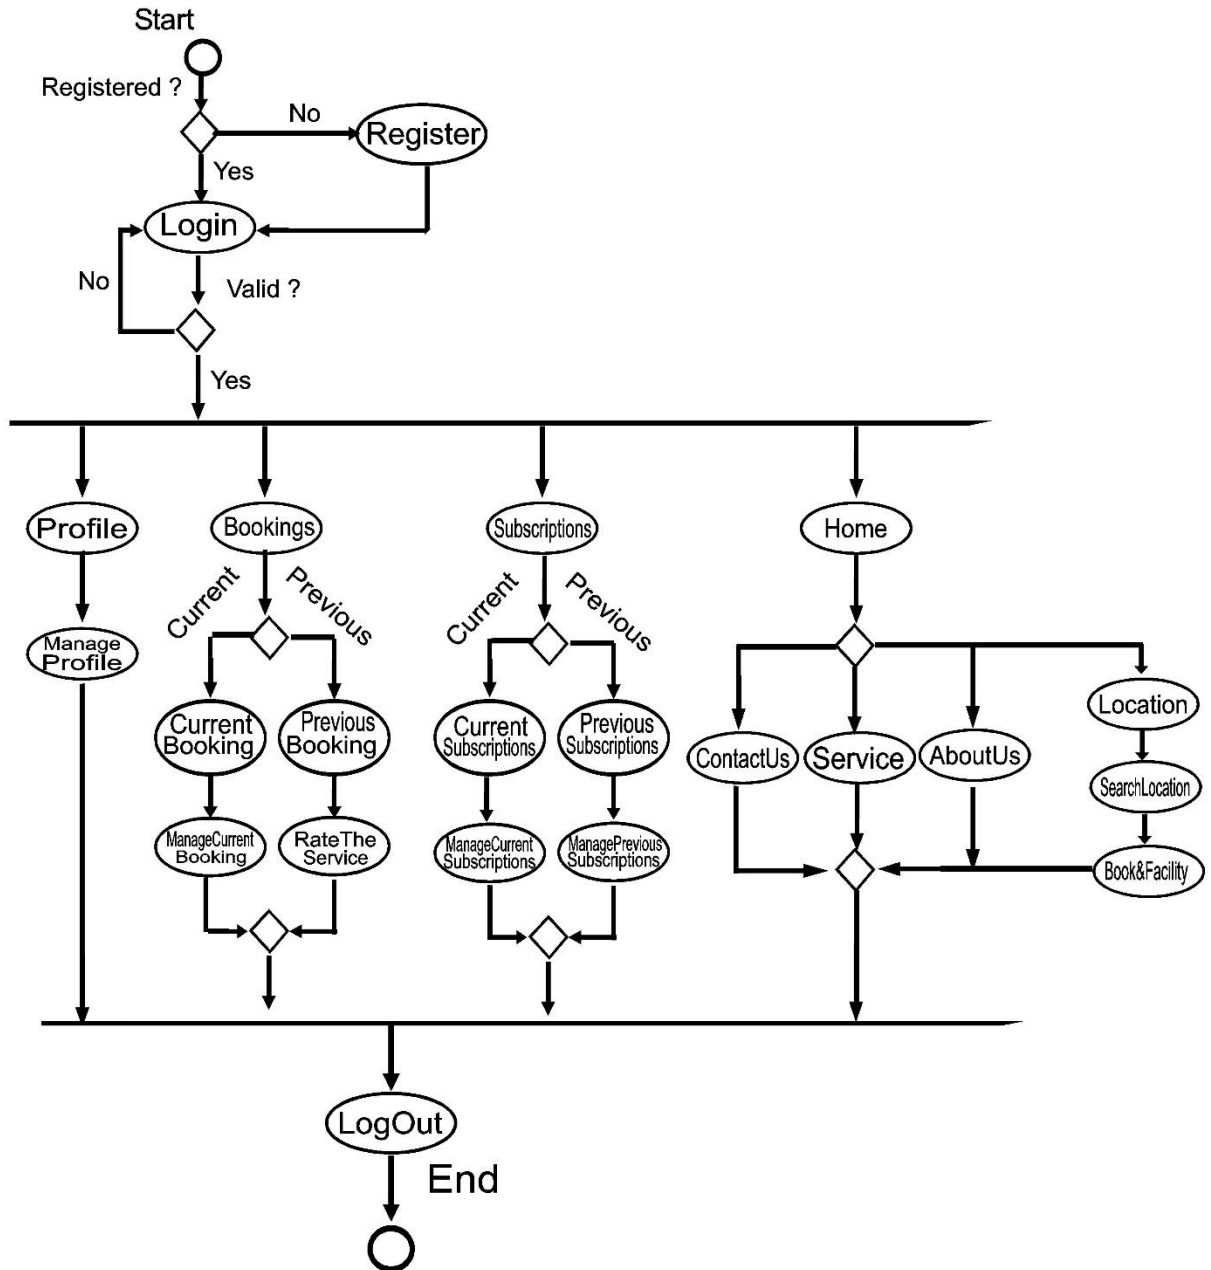 Start
Registered ?
No
Register
Yes
Login
No
Valid ?
Yes
Profile
Bookings
Subscriptions
Home
Current
Previous
Current
Previous
Manage
Profile
Current
Booking
Previous
Booking
Current
Subscriptions
Previous
Subscriptions
ContactUs
Service
AboutUs
Location
SearchLocation
ManageCurrent
Booking
RateThe
Service
ManageCurrent
Subscriptions
ManagePrevious
Subscriptions
Book&Facility
LogOut
End